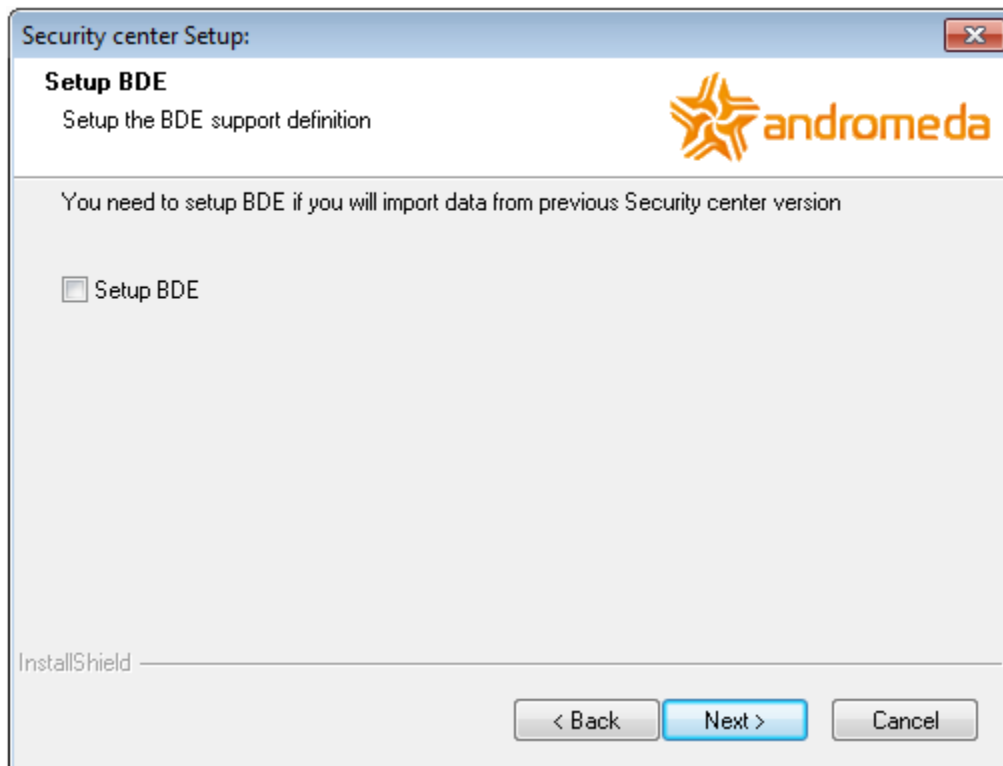 Security center Setup:
Setup BDE
Setup the BDE support definition
andromeda
You need to setup BDE if you will import data from previous Security center version
Setup BDE
InstallShield
< Back
Next >
Cancel